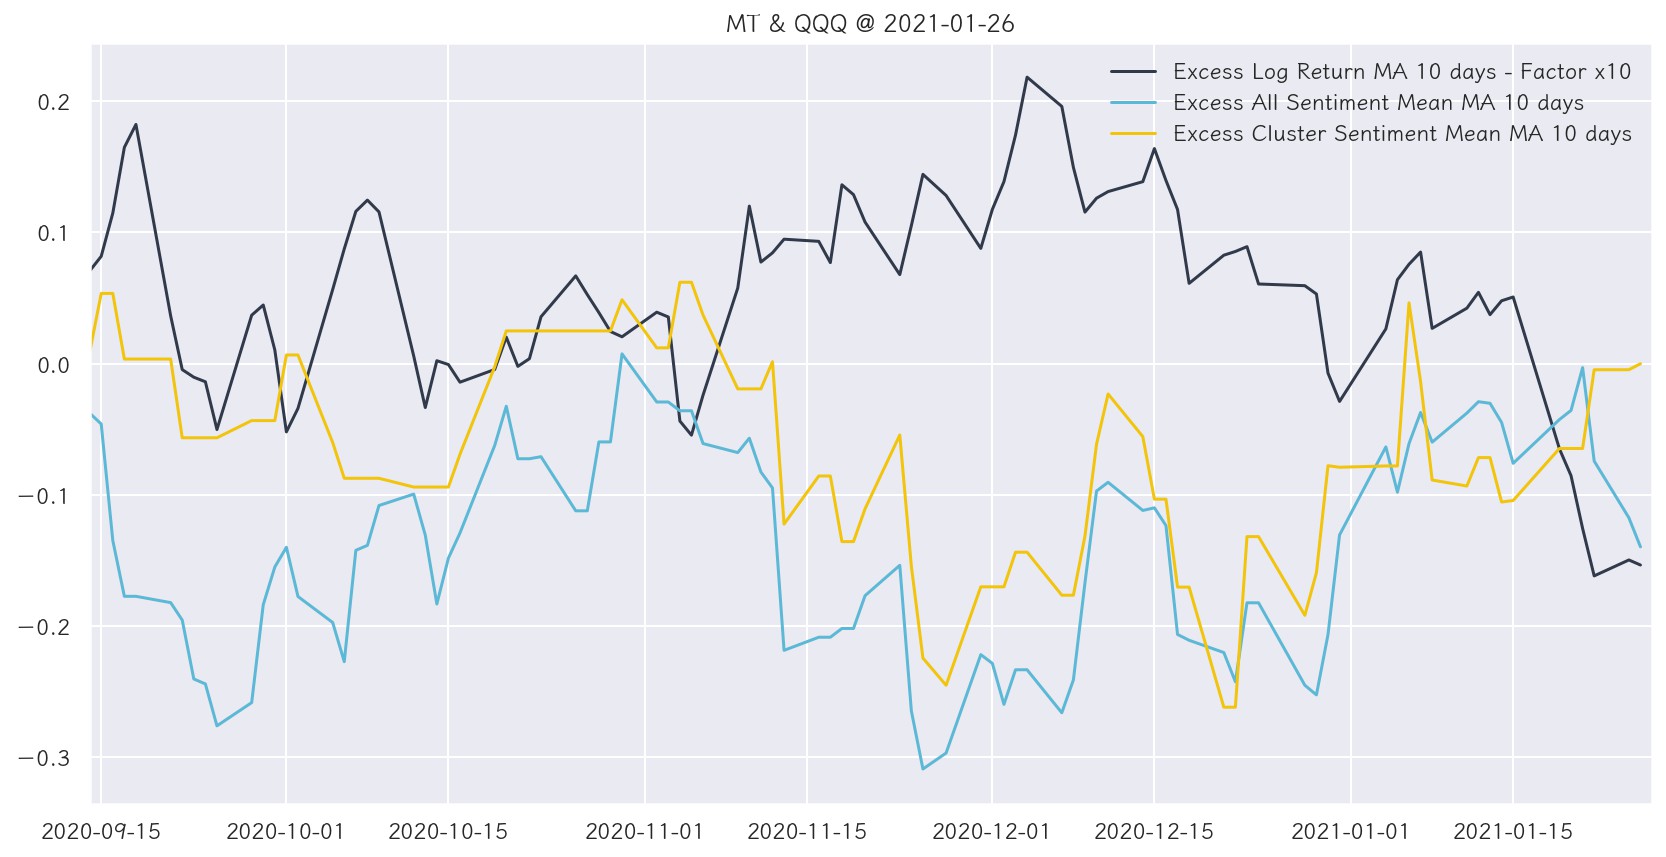 MT & QQQ @ 2021-01-26
Excess Log Return MA 10 days - Factor x10
Excess All Sentiment Mean MA 10 days
Excess Cluster Sentiment Mean MA 10 days
0.2
0.1
0.0
−0.1
−0.2
−0.3
2020-09-15 2020-10-01 2020-10-15 2020-11-01 2020-11-15 2020-12-01 2020-12-15 2021-01-01 2021-01-15